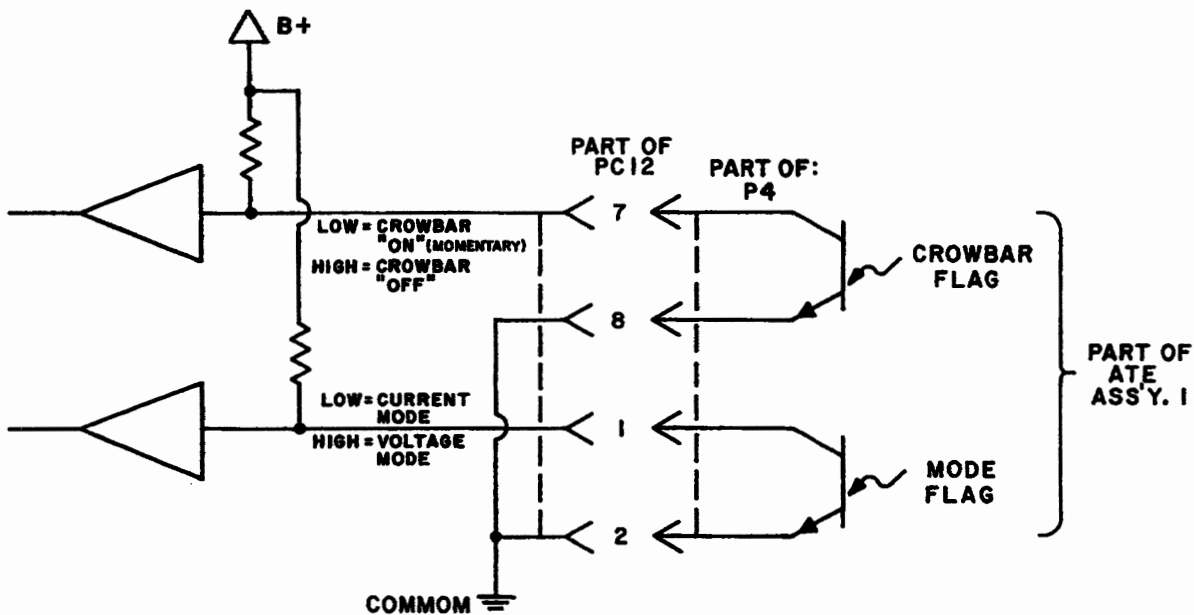 B+
PART OF
PC12
PART OF:
P4
7
LOW = CROWBAR
"ON" (MOMENTARY)
HIGH = CROWBAR
"OFF"
CROWBAR
FLAG
8
PART OF
ATE
ASS'Y. 1
LOW = CURRENT
MODE
1
HIGH = VOLTAGE
MODE
MODE
FLAG
2
COMMOM